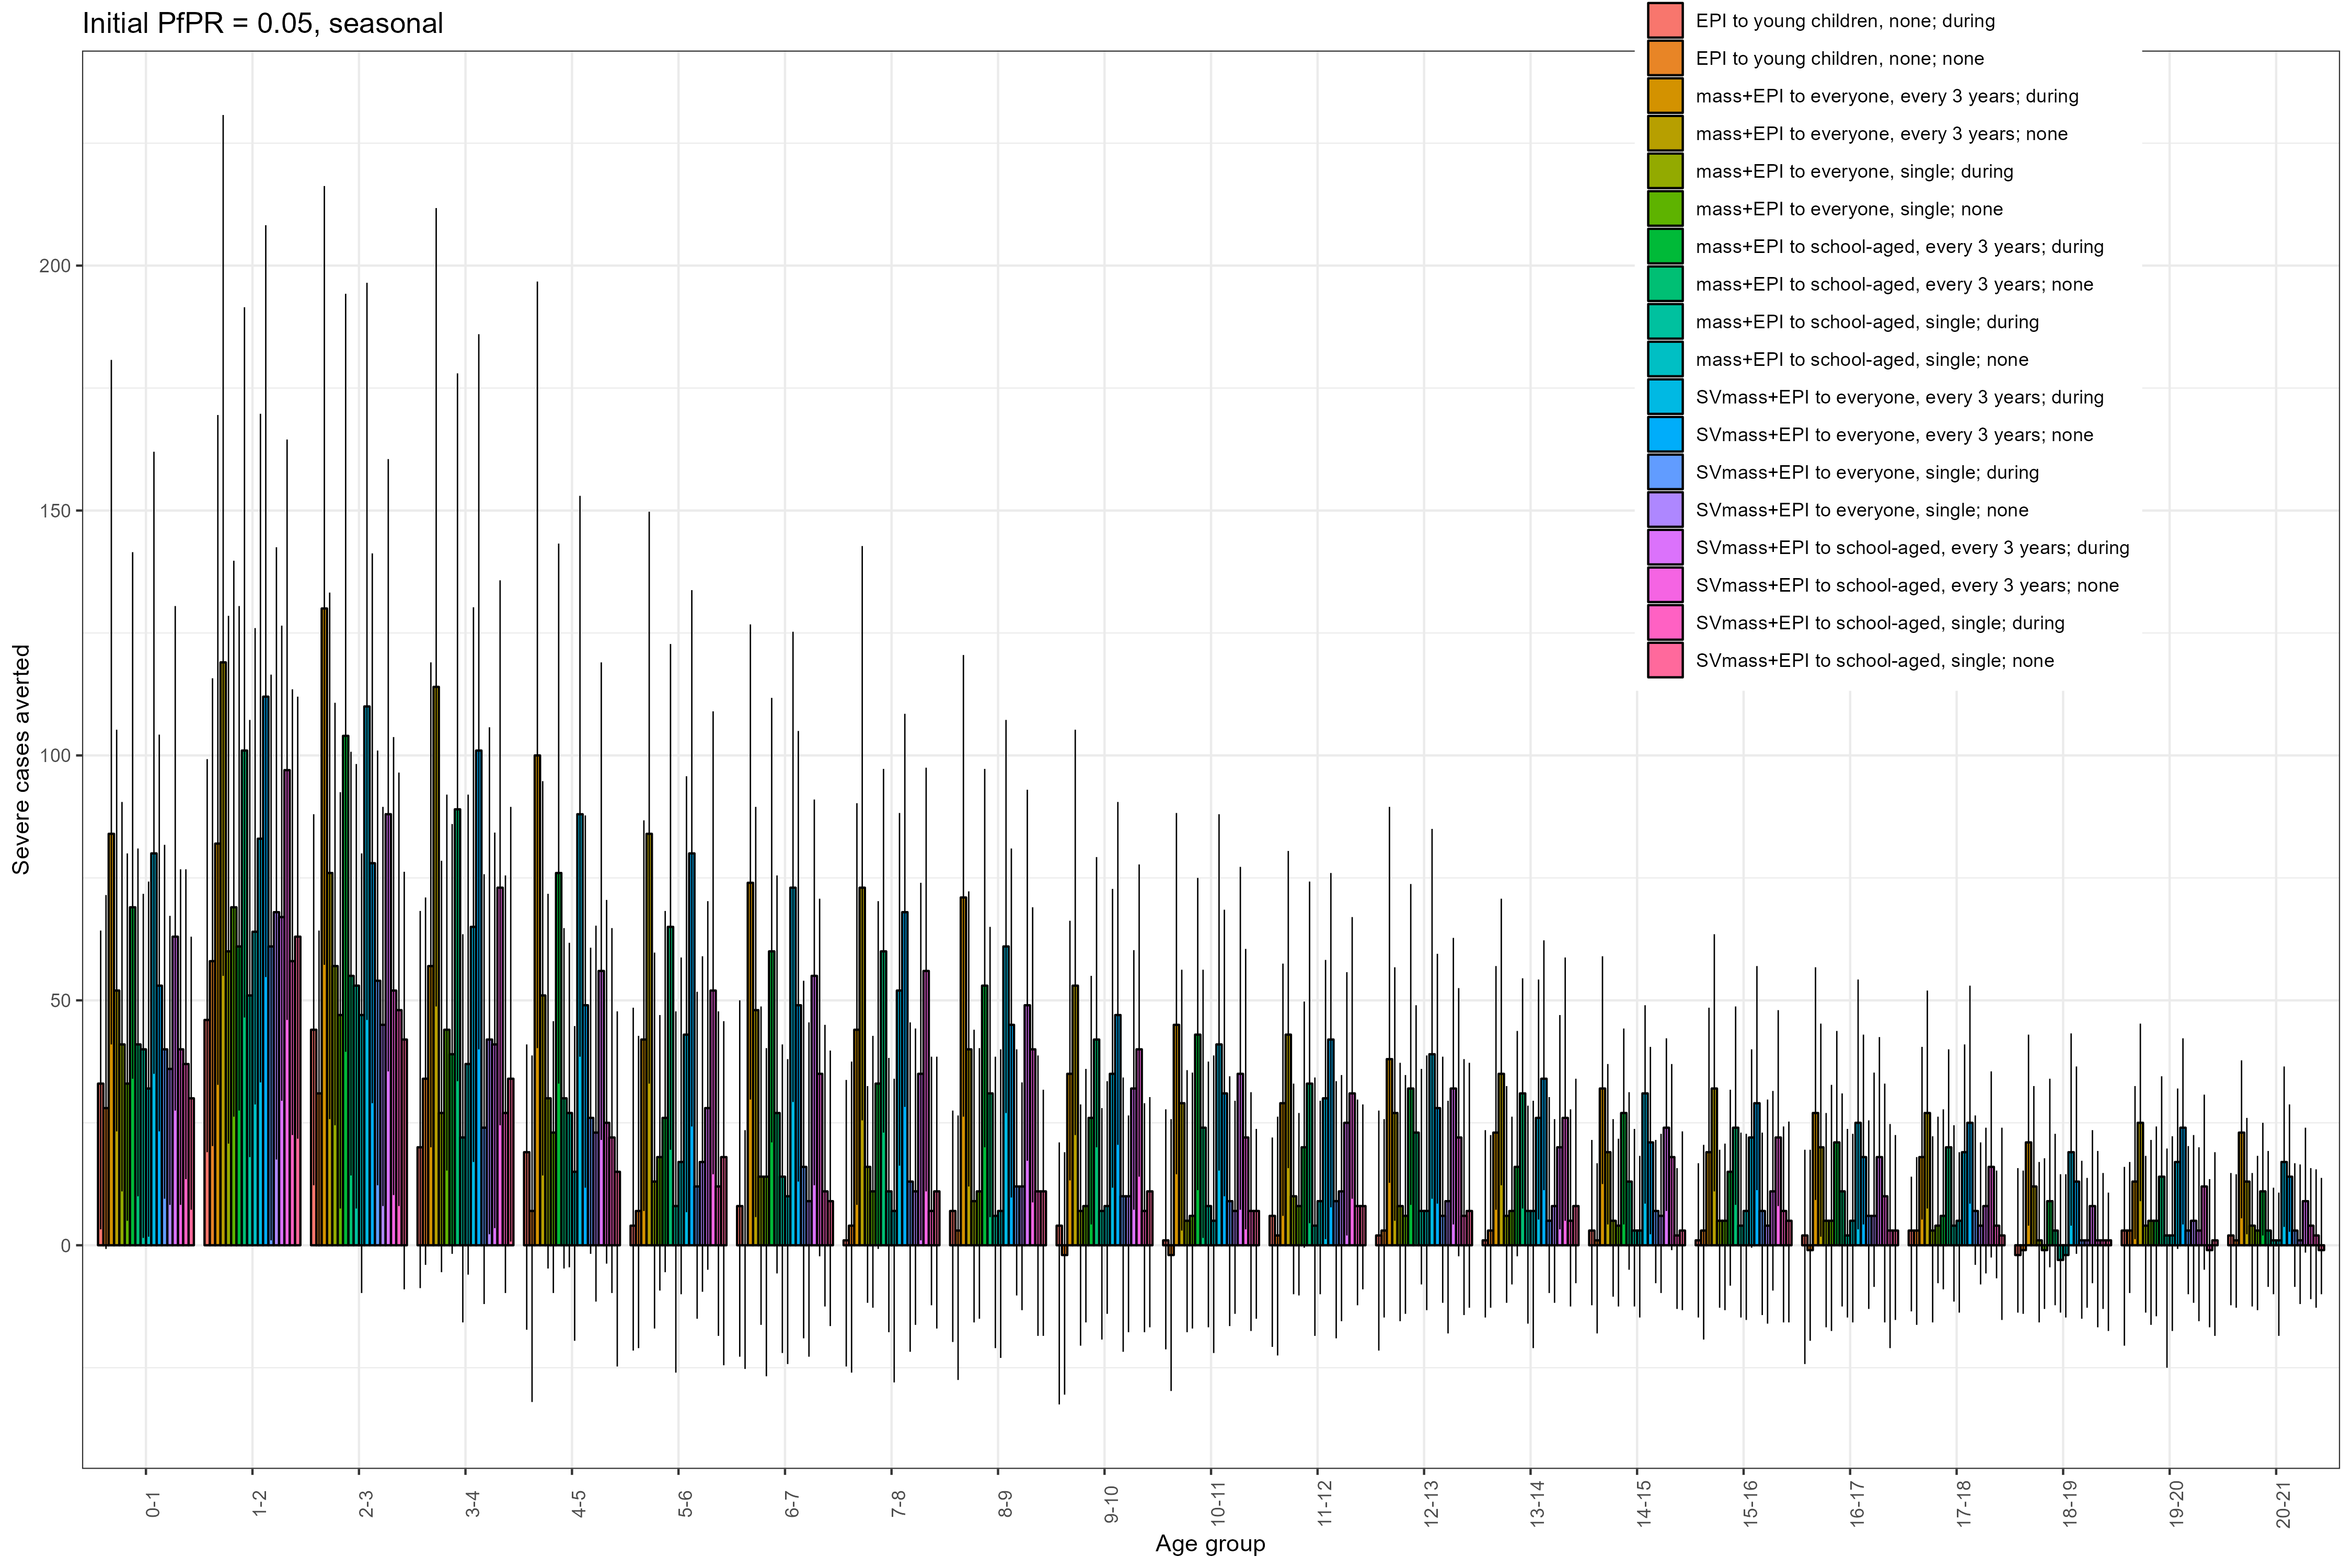 Initial PfPR = 0.05, seasonal
EPI to young children, none; during
EPI to young children, none; none
mass+EPI to everyone, every 3 years; during
mass+EPI to everyone, every 3 years; none
mass+EPI to everyone, single; during
mass+EPI to everyone, single; none
mass+EPI to school-aged, every 3 years; during
mass+EPI to school-aged, every 3 years; none
mass+EPI to school-aged, single; during
mass+EPI to school-aged, single; none
SVmass+EPI to everyone, every 3 years; during
SVmass+EPI to everyone, every 3 years; none
SVmass+EPI to everyone, single; during
SVmass+EPI to everyone, single; none
SVmass+EPI to school-aged, every 3 years; during
SVmass+EPI to school-aged, every 3 years; none
SVmass+EPI to school-aged, single; during
SVmass+EPI to school-aged, single; none
Severe cases averted
200
150
100
50
0
0-1
1-2
2-3
3-4
4-5
5-6
6-7
7-8
8-9
9-10
10-11
11-12
12-13
13-14
14-15
15-16
16-17
17-18
18-19
19-20
20-21
Age group